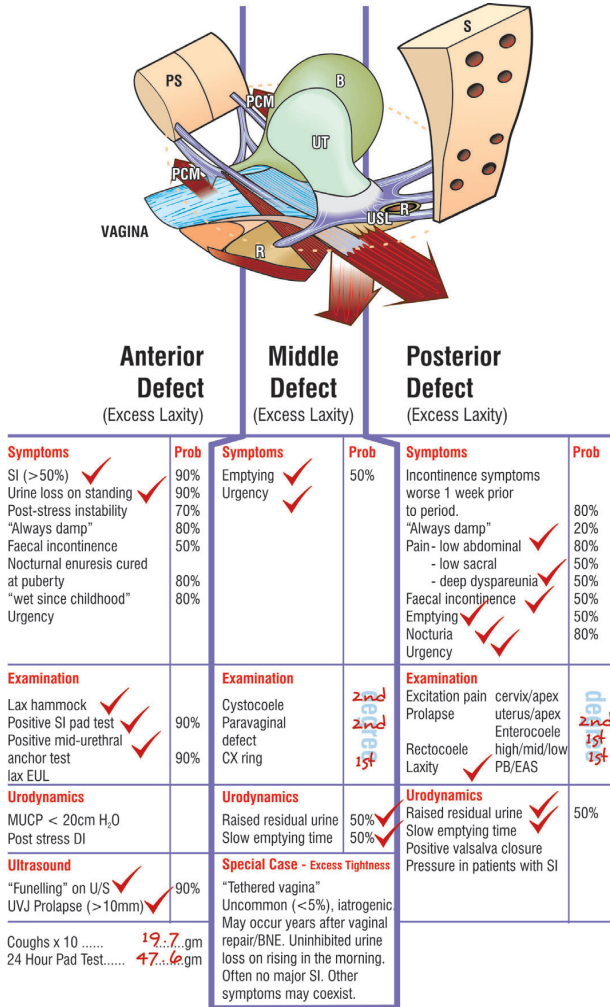 S
PS
B
PCM
UT
PCM
R
USL
VAGINA
R
Anterior
Defect
(Excess Laxity)
Middle
Defect
(Excess Laxity)
Posterior
Defect
(Excess Laxity)
Symptoms Prob
SI (>50%) 90%
Urine loss on standing 90%
Post-stress instability 70%
“Always damp” 80%
Faecal incontinence 50%
Nocturnal enuresis cured
at puberty 80%
“wet since childhood” 80%
Urgency
Symptoms Prob
Emptying 50%
Urgency
Symptoms Prob
Incontinence symptoms
worse 1 week prior
to period. 80%
“Always damp” 20%
Pain - low abdominal 80%
- low sacral 50%
- deep dyspareunia 50%
Faecal incontinence 50%
Emptying 50%
Nocturia 80%
Urgency
Examination
Lax hammock
Positive SI pad test 90%
Positive mid-urethral
anchor test 90%
lax EUL
Examination
degree
Cystocoele 2nd
Paravaginal 2nd
defect
CX ring 1st
Examination
degree
Excitation pain cervix/apex
Prolapse uterus/apex 2nd
Enterocoele 1st
Rectocoele high/mid/low 1st
Laxity PB/EAS
Urodynamics
MUCP < 20cm H₂O
Post stress DI
Urodynamics
Raised residual urine 50%
Slow emptying time 50%
Urodynamics
Raised residual urine 50%
Slow emptying time
Positive valsalva closure
Pressure in patients with SI
Ultrasound
“Funelling” on U/S 90%
UVJ Prolapse (>10mm)
Special Case - Excess Tightness
“Tethered vagina”
Uncommon (<5%), iatrogenic.
May occur years after vaginal
repair/BNE. Uninhibited urine
loss on rising in the morning.
Often no major SI. Other
symptoms may coexist.
Coughs x 10 ...... 19.7 gm
24 Hour Pad Test...... 47.6 gm